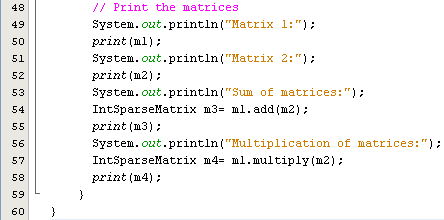 48 // Print the matrices
49 System.out.println("Matrix 1:");
50 print(m1);
51 System.out.println("Matrix 2:");
52 print(m2);
53 System.out.println("Sum of matrices:");
54 IntSparseMatrix m3= m1.add(m2);
55 print(m3);
56 System.out.println("Multiplication of matrices:");
57 IntSparseMatrix m4= m1.multiply(m2);
58 print(m4);
59 }
60 }